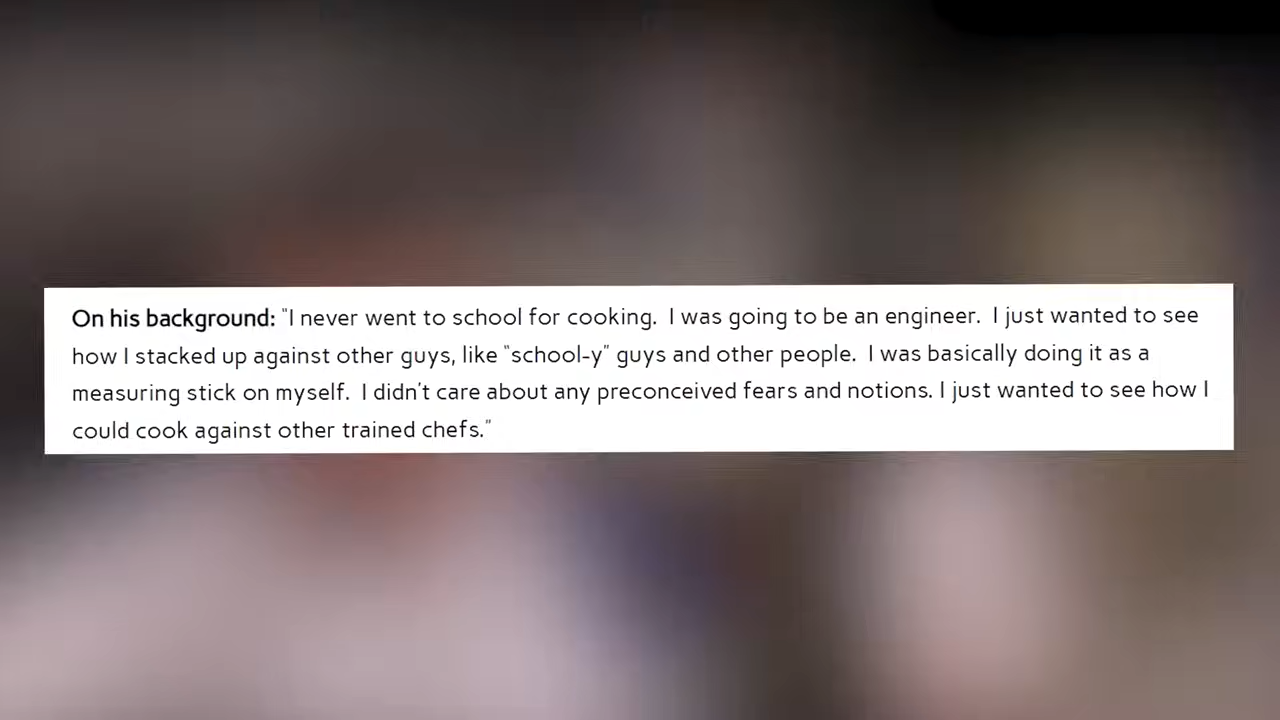 On his background: "I never went to school for cooking.  I was going to be an engineer.  I just wanted to see
how I stacked up against other guys, like "school-y" guys and other people.  I was basically doing it as a
measuring stick on myself.  I didn't care about any preconceived fears and notions. I just wanted to see how I
could cook against other trained chefs."